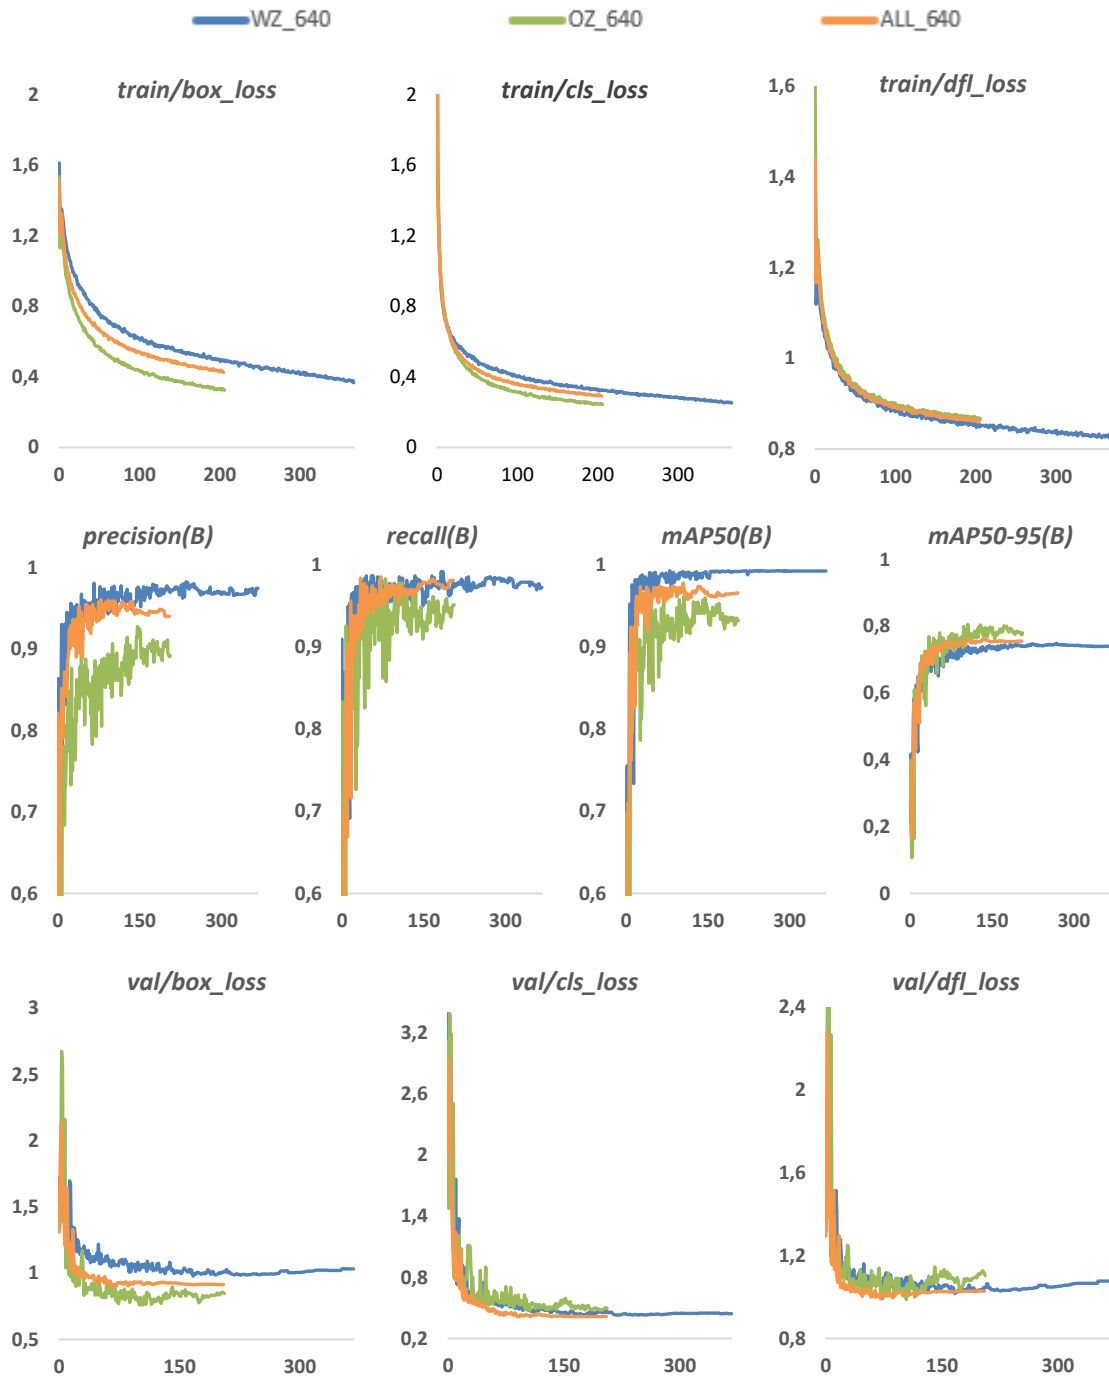 WZ_640 OZ_640 ALL_640
train/box_loss train/cls_loss train/dfl_loss
2 2 1,6
1,6 1,6 1,4
1,2 1,2 1,2
0,8 0,8 1
0,4 0,4 0,8
0 0
0 100 200 300 0 100 200 300 0 100 200 300
precision(B) recall(B) mAP50(B) mAP50-95(B)
1 1 1 1
0,9 0,9 0,9 0,8
0,8 0,8 0,8 0,6
0,7 0,7 0,7 0,4
0,6 0,6 0,6 0,2
0
0 150 300 0 150 300 0 150 300 0 150 300
val/box_loss val/cls_loss val/dfl_loss
3 3,2 2,4
2,5 2,6 2
2 2 1,6
1,5 1,4 1,2
1 0,8 0,8
0,5 0,2
0 150 300 0 150 300 0 150 300